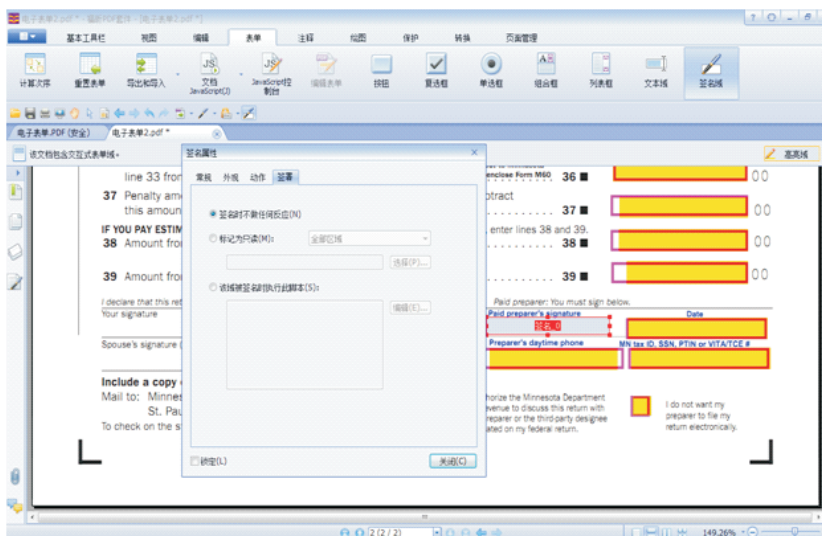 电子表单2.pdf * - 福昕PDF套件 - [电子表单2.pdf *]
基本工具栏 视图 编辑 表单 注释 绘图 保护 转换 页面管理
计算次序 重置表单 导出和导入 文档JavaScript(J) JavaScript控制台 编辑表单 按钮 复选框 单选框 组合框 列表框 文本域 签名域
电子表单.PDF (安全) 电子表单2.pdf *
该文档包含交互式表单域。 高亮域
签名属性
常规 外观 动作 签署
签名时不做任何反应(N)
标记为只读(M): 全部区域
选择(P)...
该域被签名时执行此脚本(S):
编辑(E)...
锁定(L) 关闭(C)
line 33 from
enclose Form M60 36 00
37 Penalty am
this amoun
37 00
IF YOU PAY ESTIM
enter lines 38 and 39.
38 Amount fro
38 00
39 Amount fro
39 00
I declare that this ret
Paid preparer: You must sign below.
Your signature
Paid preparer's signature Date
签名_0
Spouse's signature (
Preparer's daytime phone MN tax ID, SSN, PTIN or VITA/TCE #
Include a copy
Mail to: Minnes
St. Pau
To check on the s
horize the Minnesota Department
evenue to discuss this return with
reparer or the third-party designee
ated on my federal return.
I do not want my
preparer to file my
return electronically.
2 (2 / 2) 149.26%